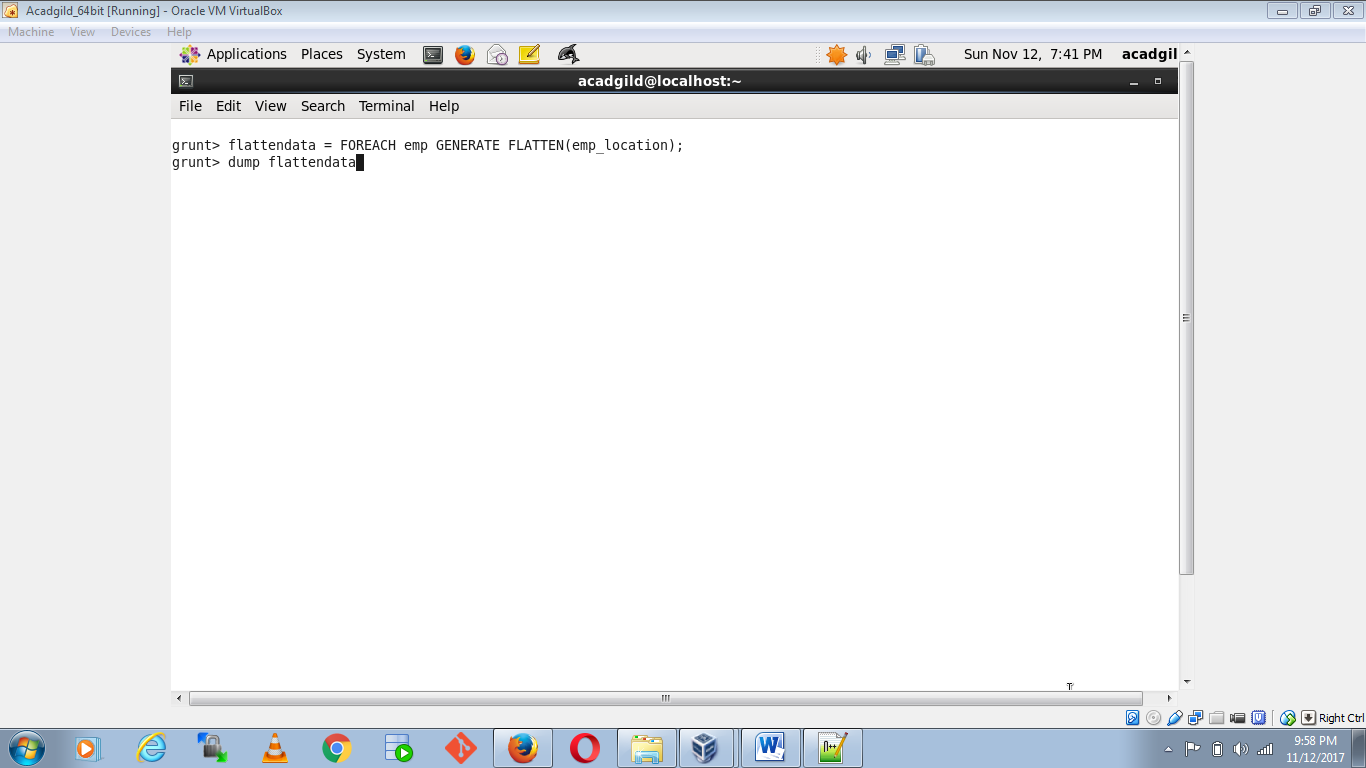 Acadgild_64bit [Running] - Oracle VM VirtualBox
Machine View Devices Help
Applications Places System Sun Nov 12, 7:41 PM acadgil
acadgild@localhost:~
File Edit View Search Terminal Help
grunt> flattendata = FOREACH emp GENERATE FLATTEN(emp_location);
grunt> dump flattendata
Right Ctrl
9:58 PM
11/12/2017